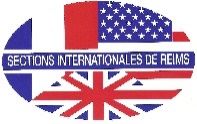 SECTIONS INTERNATIONALES DE REIMS